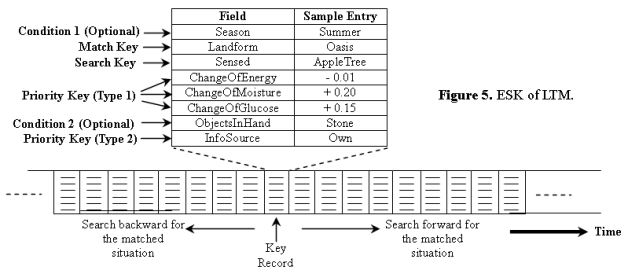 Field Sample Entry
Condition 1 (Optional) Season Summer
Match Key Landform Oasis
Search Key Sensed AppleTree
ChangeOfEnergy - 0.01
Priority Key (Type 1) ChangeOfMoisture + 0.20
ChangeOfGlucose + 0.15
Condition 2 (Optional) ObjectsInHand Stone
Priority Key (Type 2) InfoSource Own
Figure 5. ESK of LTM.
Search backward for
the matched
situation
Key
Record
Search forward for
the matched
situation
Time